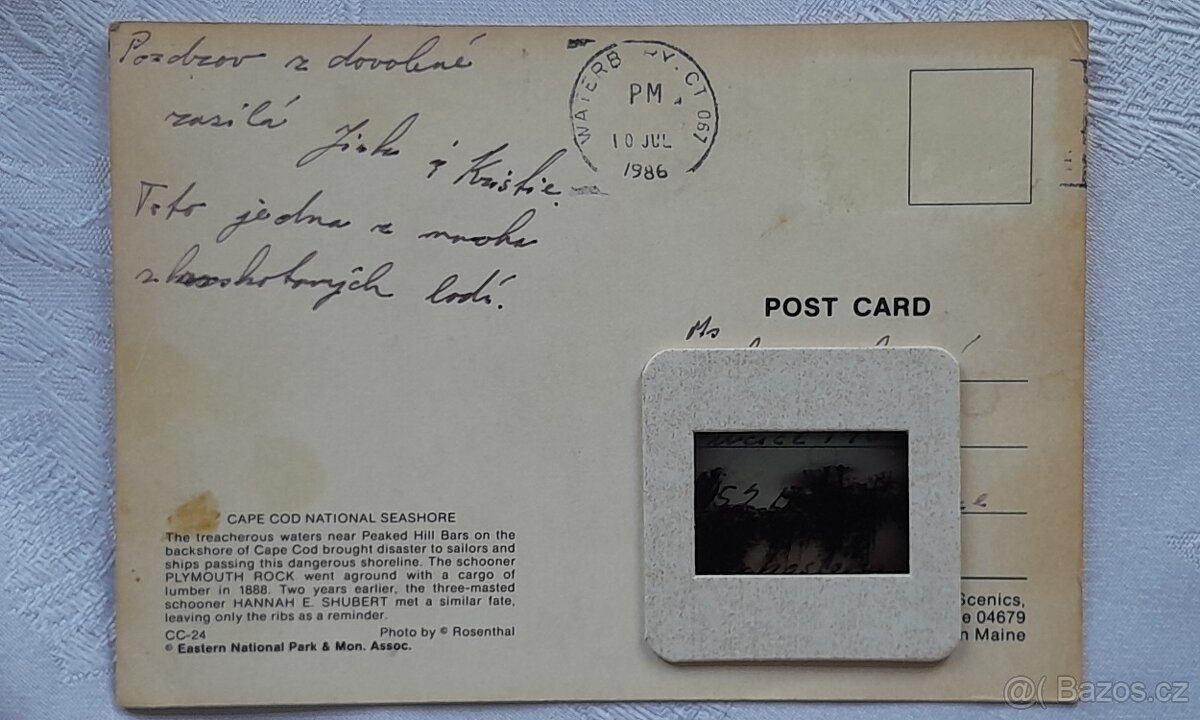 Pozdrav z dovolené
zasílá
Jirka i Kristie.
Toto jedna z mnoha
ztroskotaných lodí.
WATERB Y, CT 067
PM
10 JUL
1986
POST CARD
Ms
CAPE COD NATIONAL SEASHORE
The treacherous waters near Peaked Hill Bars on the
backshore of Cape Cod brought disaster to sailors and
ships passing this dangerous shoreline. The schooner
PLYMOUTH ROCK went aground with a cargo of
lumber in 1888. Two years earlier, the three-masted
schooner HANNAH E. SHUBERT met a similar fate,
leaving only the ribs as a reminder.
CC-24 Photo by © Rosenthal
© Eastern National Park & Mon. Assoc.
Scenics,
e 04679
n Maine
@( Bazos.cz